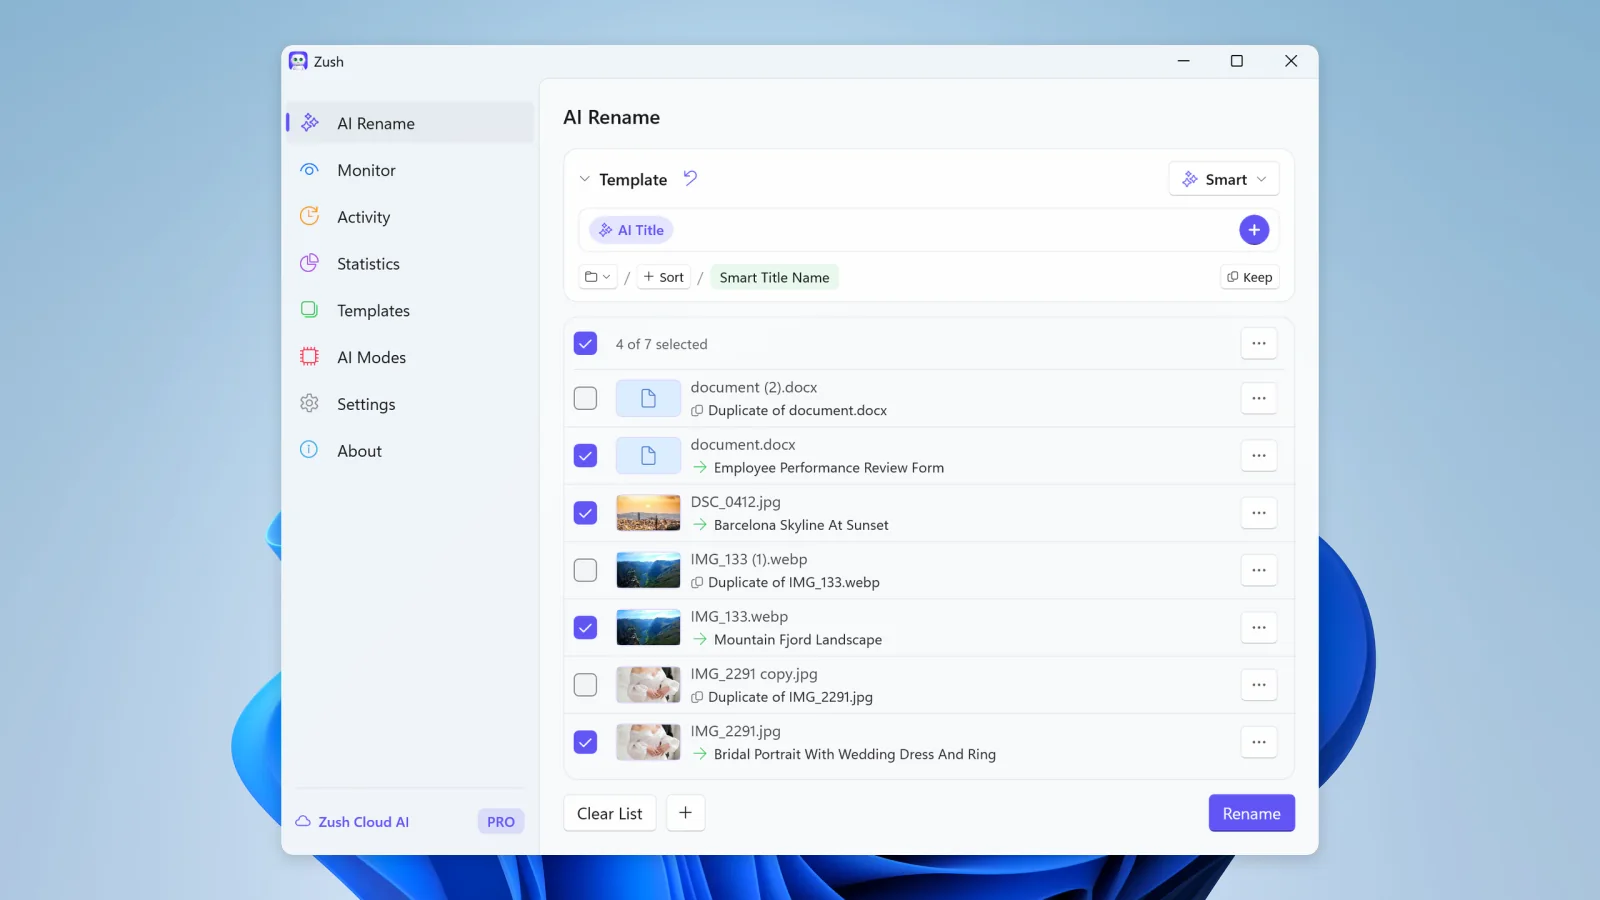 Zush
AI Rename
Monitor
Activity
Statistics
Templates
AI Modes
Settings
About
Zush Cloud AI PRO
AI Rename
Template Smart
AI Title
/ + Sort / Smart Title Name Keep
4 of 7 selected
document (2).docx
Duplicate of document.docx
document.docx
Employee Performance Review Form
DSC_0412.jpg
Barcelona Skyline At Sunset
IMG_133 (1).webp
Duplicate of IMG_133.webp
IMG_133.webp
Mountain Fjord Landscape
IMG_2291 copy.jpg
Duplicate of IMG_2291.jpg
IMG_2291.jpg
Bridal Portrait With Wedding Dress And Ring
Clear List + Rename